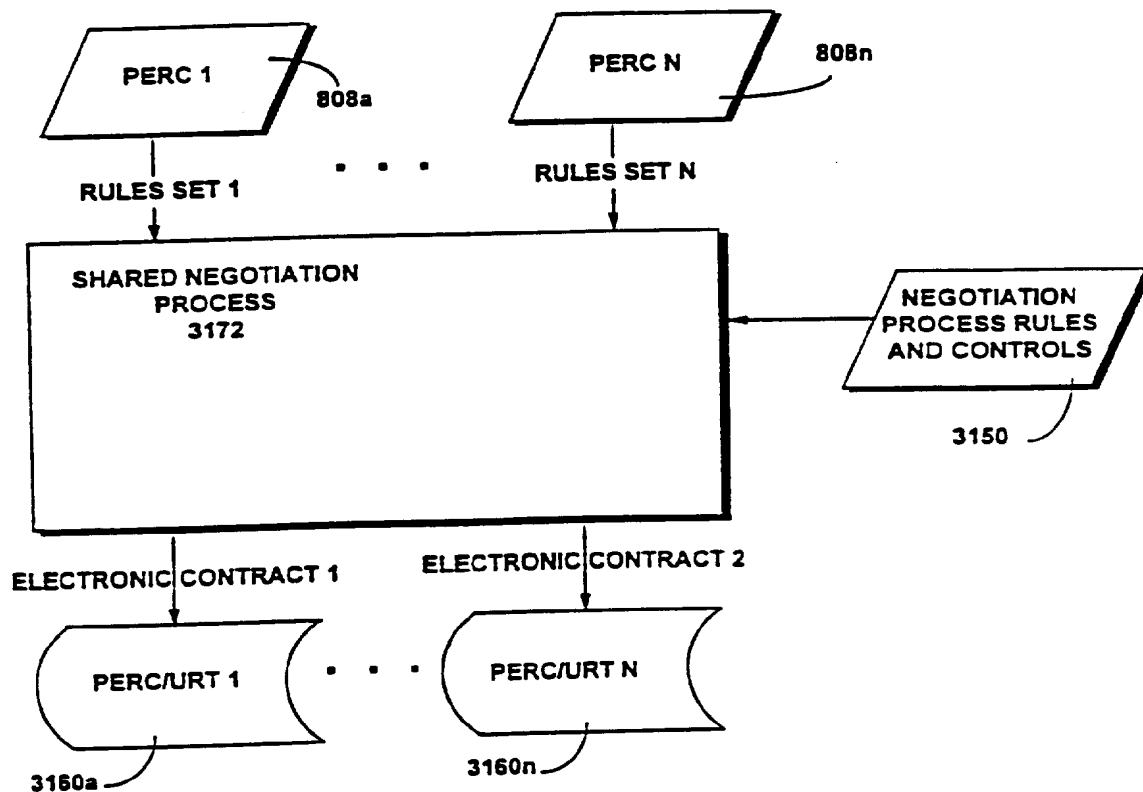 PERC 1
808a
PERC N
808n
RULES SET 1
RULES SET N
SHARED NEGOTIATION
PROCESS
3172
NEGOTIATION
PROCESS RULES
AND CONTROLS
3150
ELECTRONIC CONTRACT 1
ELECTRONIC CONTRACT 2
PERC/URT 1
PERC/URT N
3160a
3160n